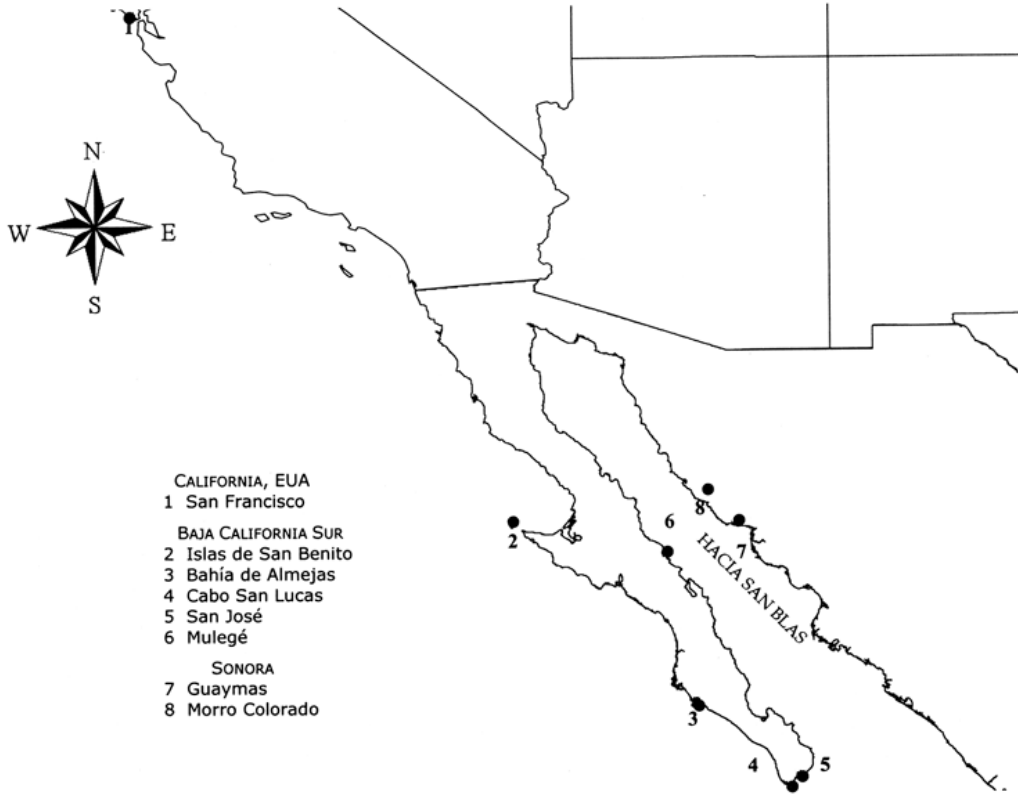 1
N
W E
S
CALIFORNIA, EUA
1 San Francisco
BAJA CALIFORNIA SUR
2 Islas de San Benito
3 Bahía de Almejas
4 Cabo San Lucas
5 San José
6 Mulegé
SONORA
7 Guaymas
8 Morro Colorado
2
6
8
7
HACIA SAN BLAS
3
4
5